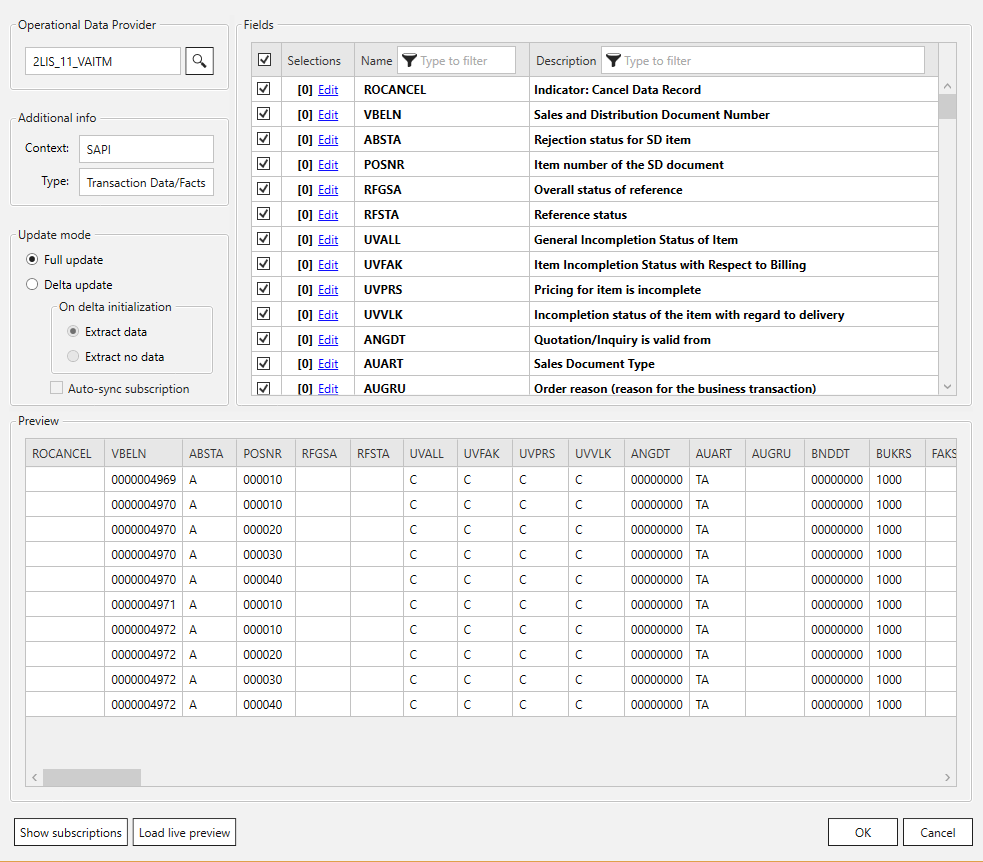 Operational Data Provider
2LIS_11_VAITM
Additional info
Context: SAPI
Type: Transaction Data/Facts
Update mode
Full update
Delta update
On delta initialization
Extract data
Extract no data
Auto-sync subscription
Fields
Selections Name Type to filter Description Type to filter
[0] Edit ROCANCEL Indicator: Cancel Data Record
[0] Edit VBELN Sales and Distribution Document Number
[0] Edit ABSTA Rejection status for SD item
[0] Edit POSNR Item number of the SD document
[0] Edit RFGSA Overall status of reference
[0] Edit RFSTA Reference status
[0] Edit UVALL General Incompletion Status of Item
[0] Edit UVFAK Item Incompletion Status with Respect to Billing
[0] Edit UVPRS Pricing for item is incomplete
[0] Edit UVVLK Incompletion status of the item with regard to delivery
[0] Edit ANGDT Quotation/Inquiry is valid from
[0] Edit AUART Sales Document Type
[0] Edit AUGRU Order reason (reason for the business transaction)
Preview
ROCANCEL VBELN ABSTA POSNR RFGSA RFSTA UVALL UVFAK UVPRS UVVLK ANGDT AUART AUGRU BNDDT BUKRS FAKS
0000004969 A 000010 C C C C 00000000 TA 00000000 1000
0000004970 A 000010 C C C C 00000000 TA 00000000 1000
0000004970 A 000020 C C C C 00000000 TA 00000000 1000
0000004970 A 000030 C C C C 00000000 TA 00000000 1000
0000004970 A 000040 C C C C 00000000 TA 00000000 1000
0000004971 A 000010 C C C C 00000000 TA 00000000 1000
0000004972 A 000010 C C C C 00000000 TA 00000000 1000
0000004972 A 000020 C C C C 00000000 TA 00000000 1000
0000004972 A 000030 C C C C 00000000 TA 00000000 1000
0000004972 A 000040 C C C C 00000000 TA 00000000 1000
Show subscriptions Load live preview OK Cancel